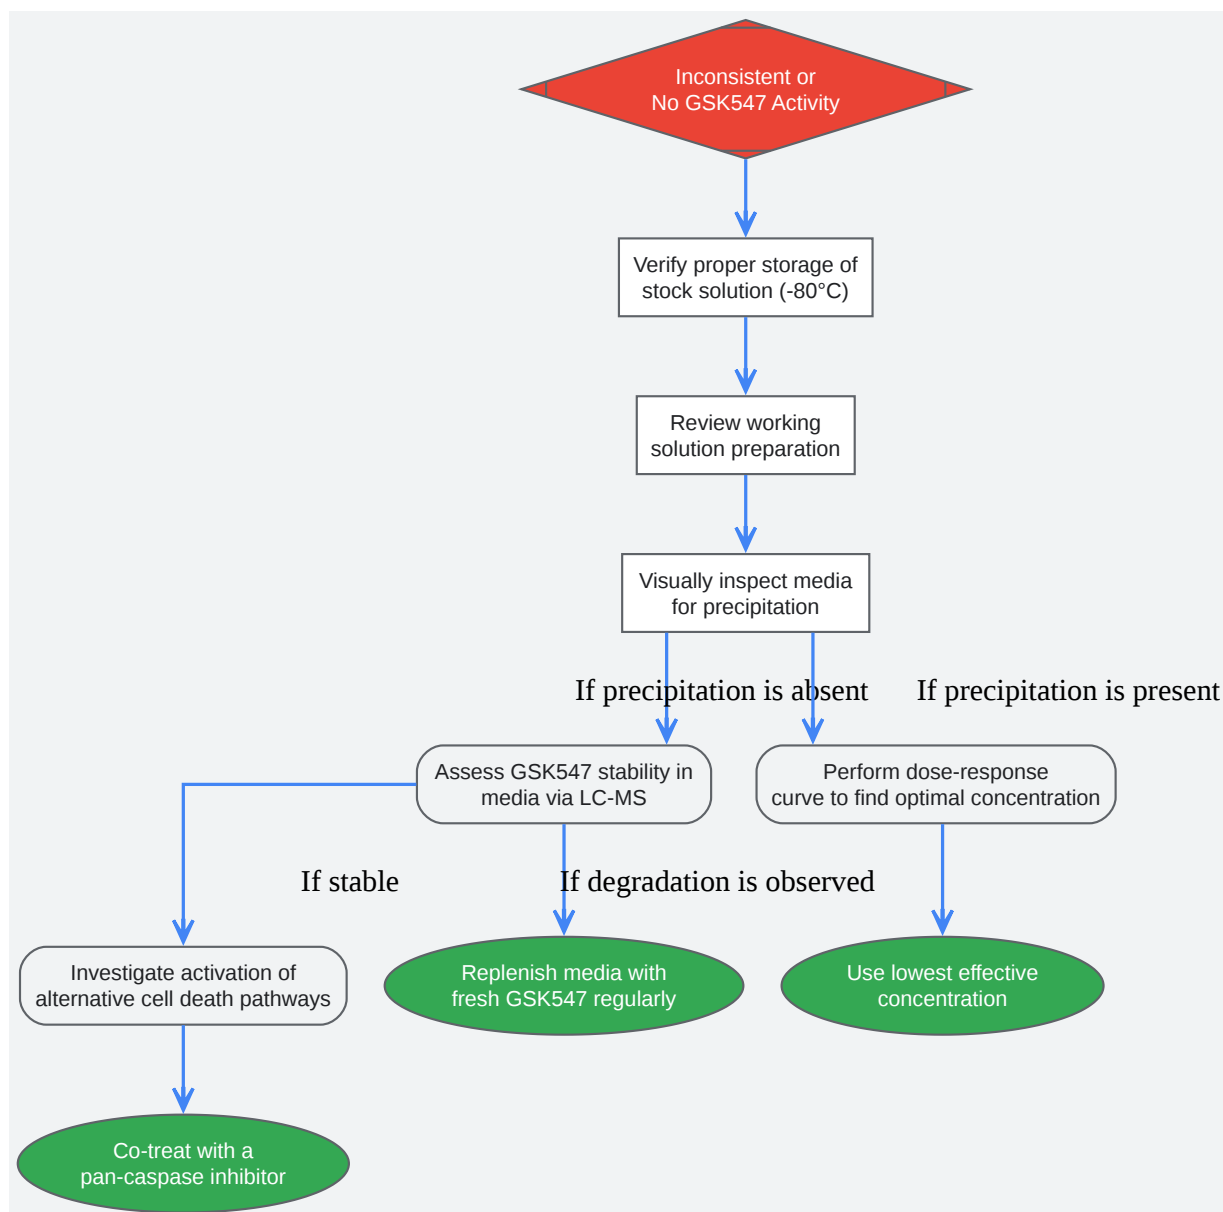 Inconsistent or
No GSK547 Activity
Verify proper storage of
stock solution (-80°C)
Review working
solution preparation
Visually inspect media
for precipitation
If precipitation is absent
If precipitation is present
Assess GSK547 stability in
media via LC-MS
Perform dose-response
curve to find optimal concentration
If stable
If degradation is observed
Investigate activation of
alternative cell death pathways
Replenish media with
fresh GSK547 regularly
Use lowest effective
concentration
Co-treat with a
pan-caspase inhibitor